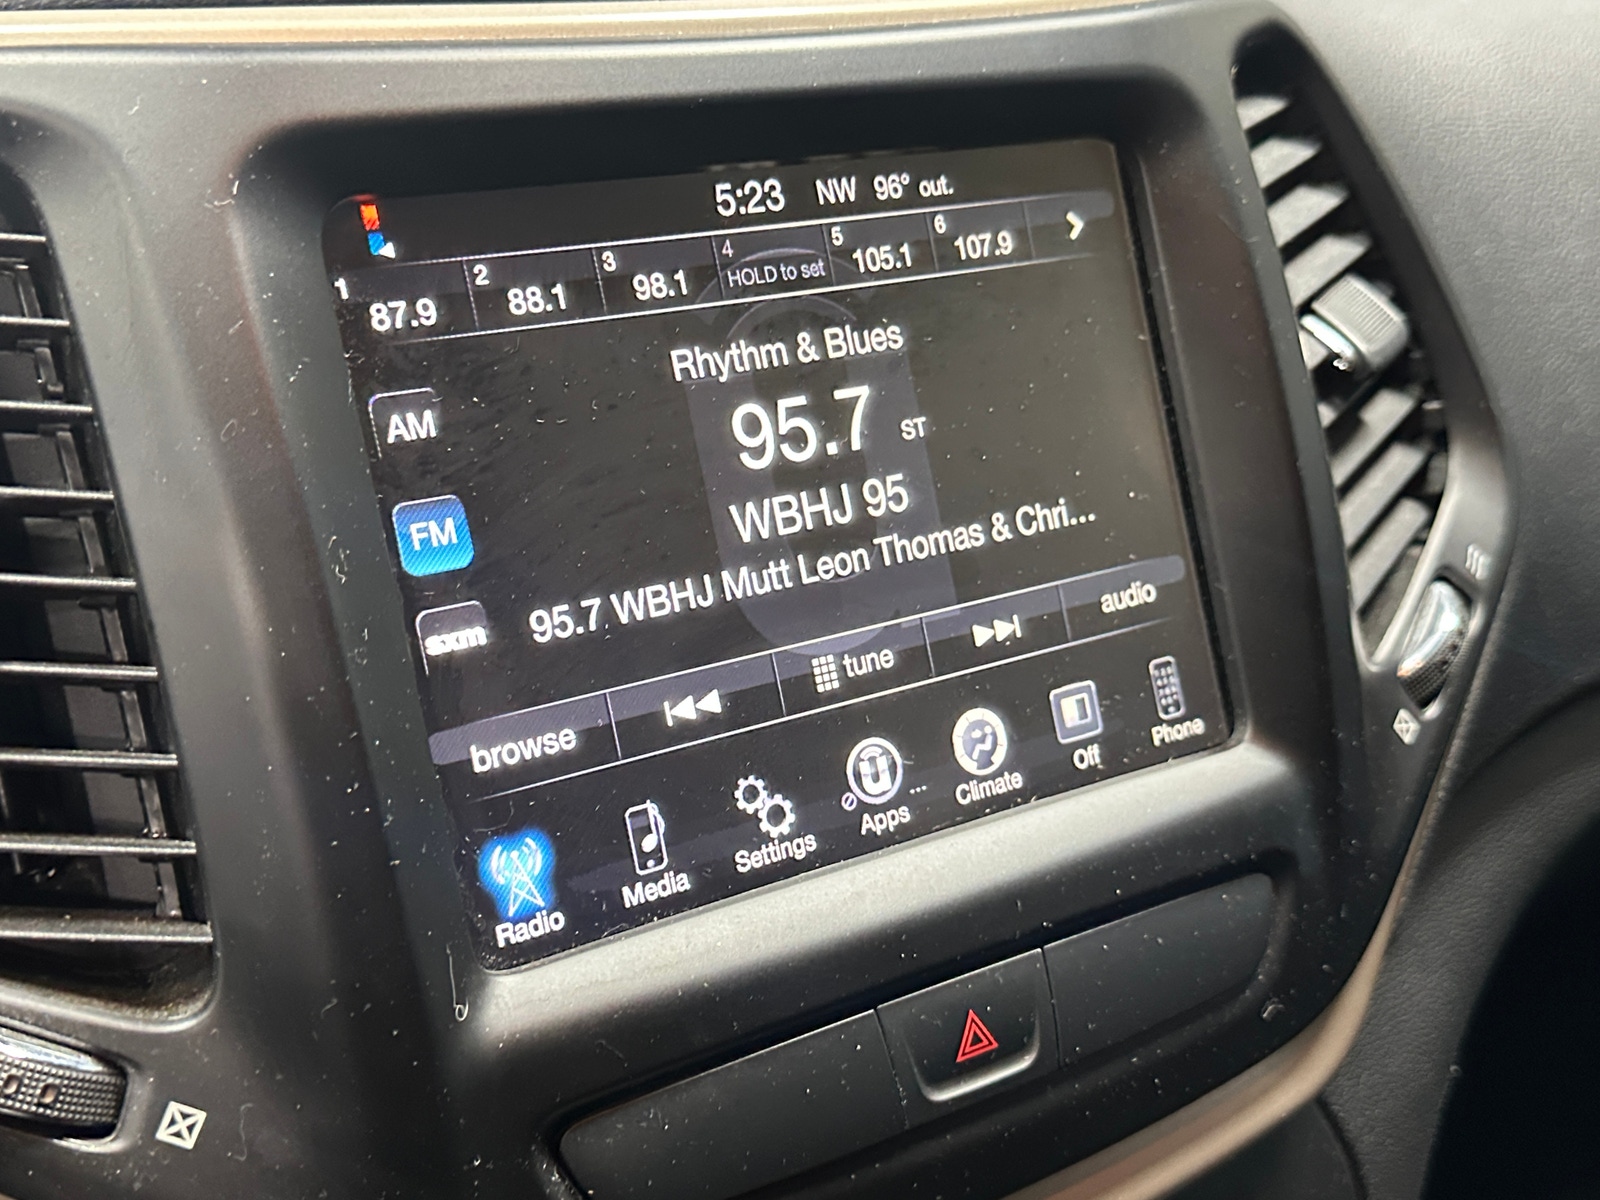 5:23 NW 96° out.
1 87.9 2 88.1 3 98.1 4 HOLD to set 5 105.1 6 107.9
Rhythm & Blues
AM
95.7 ST
FM
WBHJ 95
95.7 WBHJ Mutt Leon Thomas & Chri...
sxm
browse tune audio
Radio Media Settings Apps ... Climate Off Phone